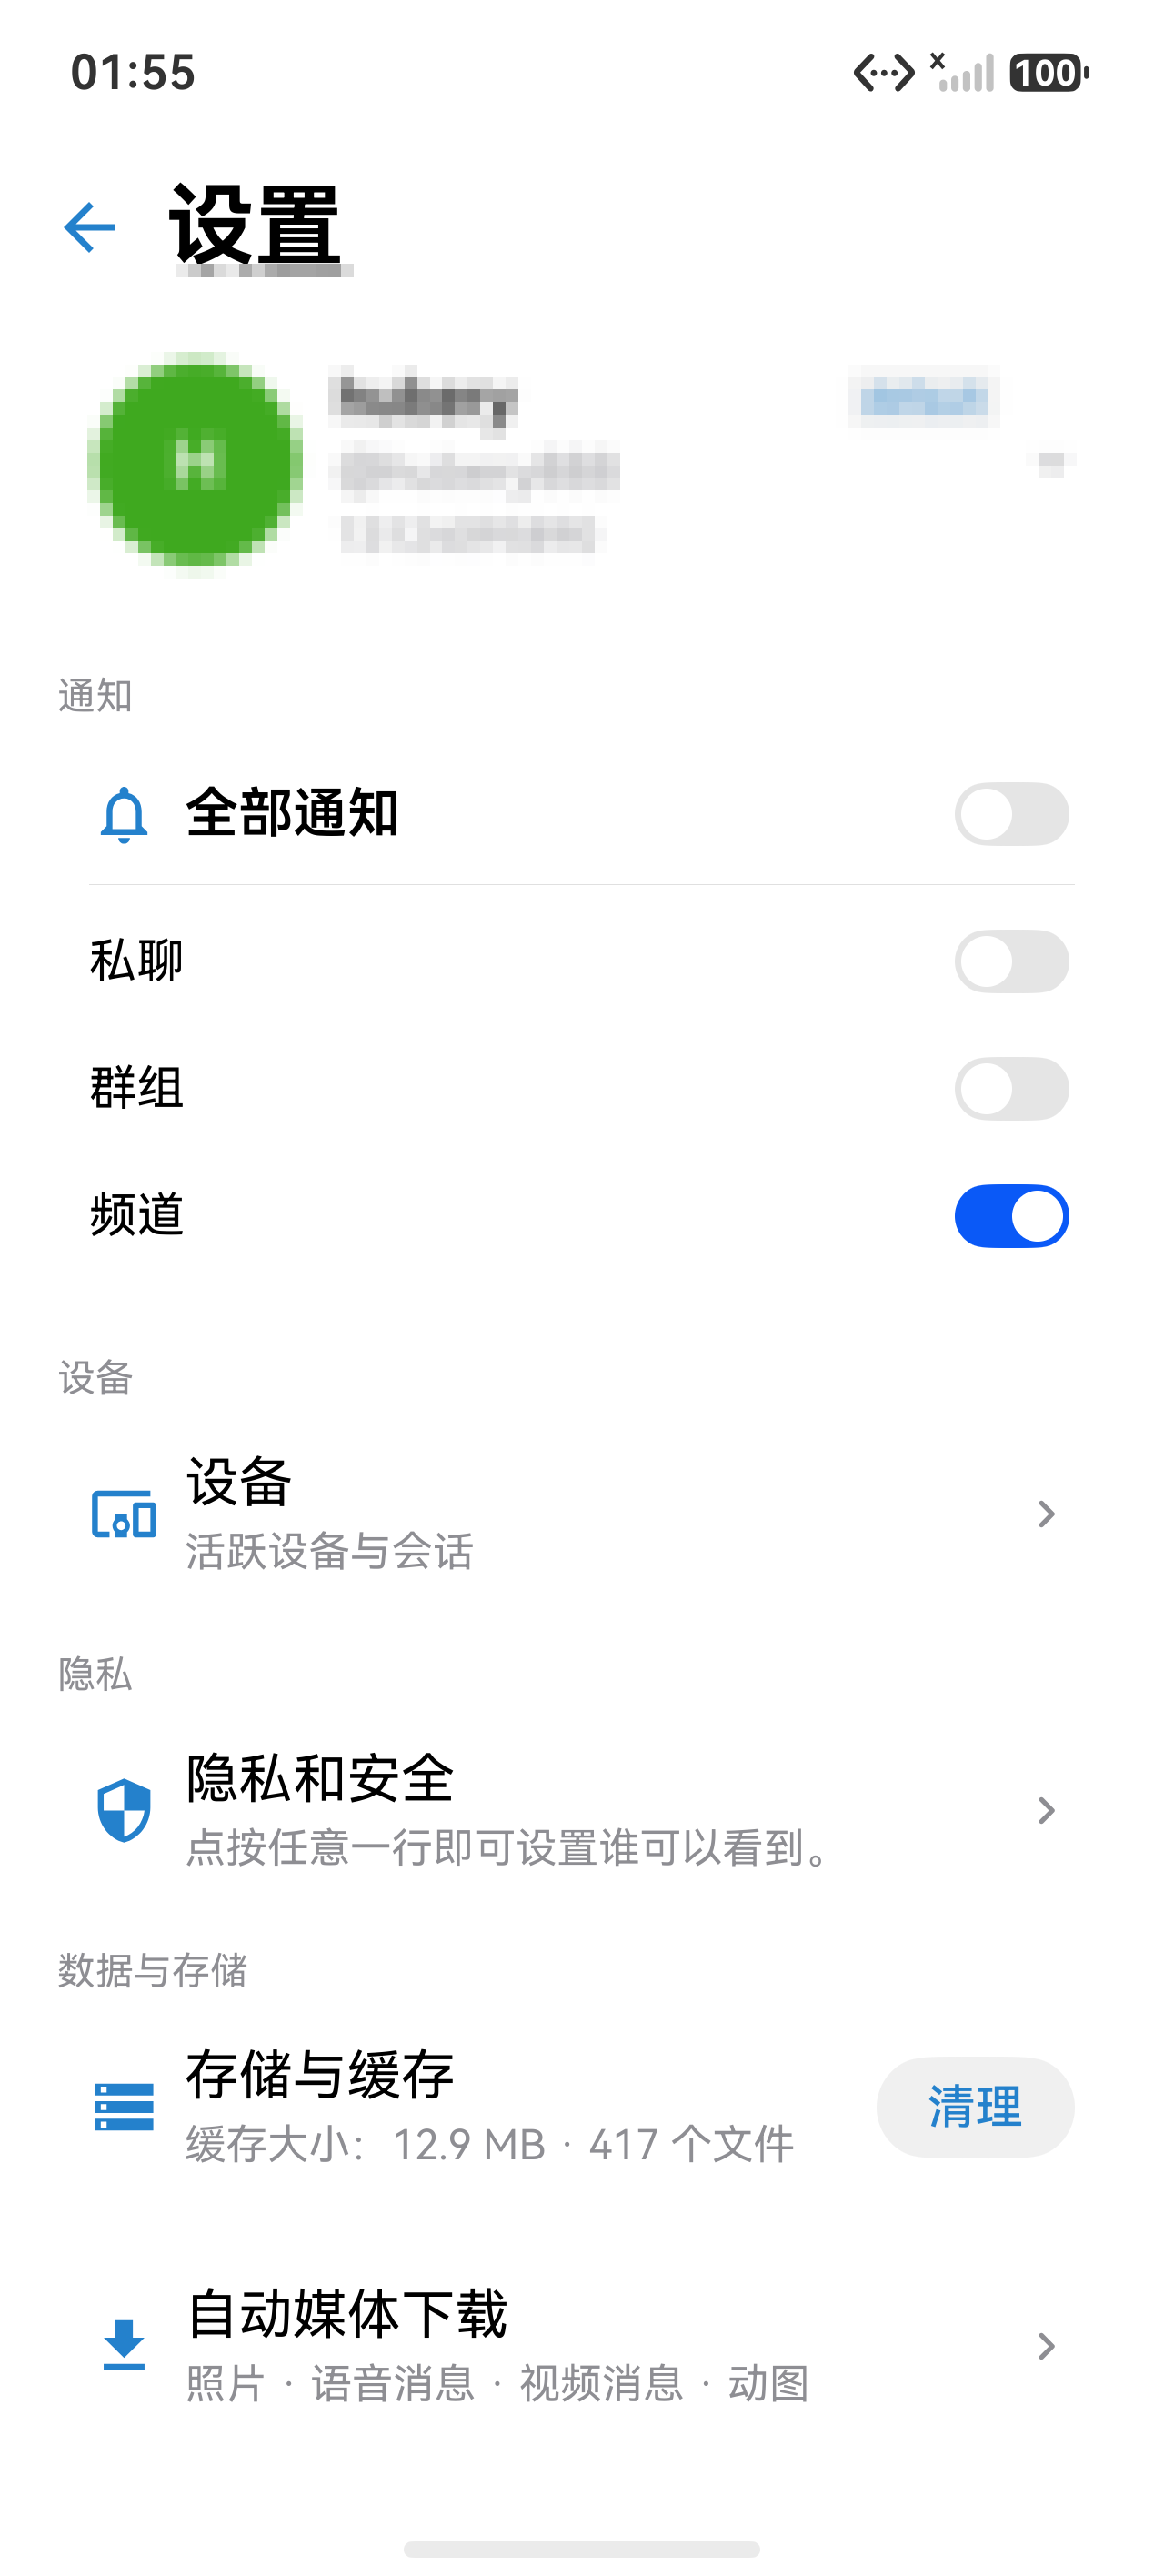 01:55
100
设置
通知
全部通知
私聊
群组
频道
设备
设备
活跃设备与会话
隐私
隐私和安全
点按任意一行即可设置谁可以看到。
数据与存储
存储与缓存
缓存大小：12.9 MB · 417 个文件
清理
自动媒体下载
照片 · 语音消息 · 视频消息 · 动图